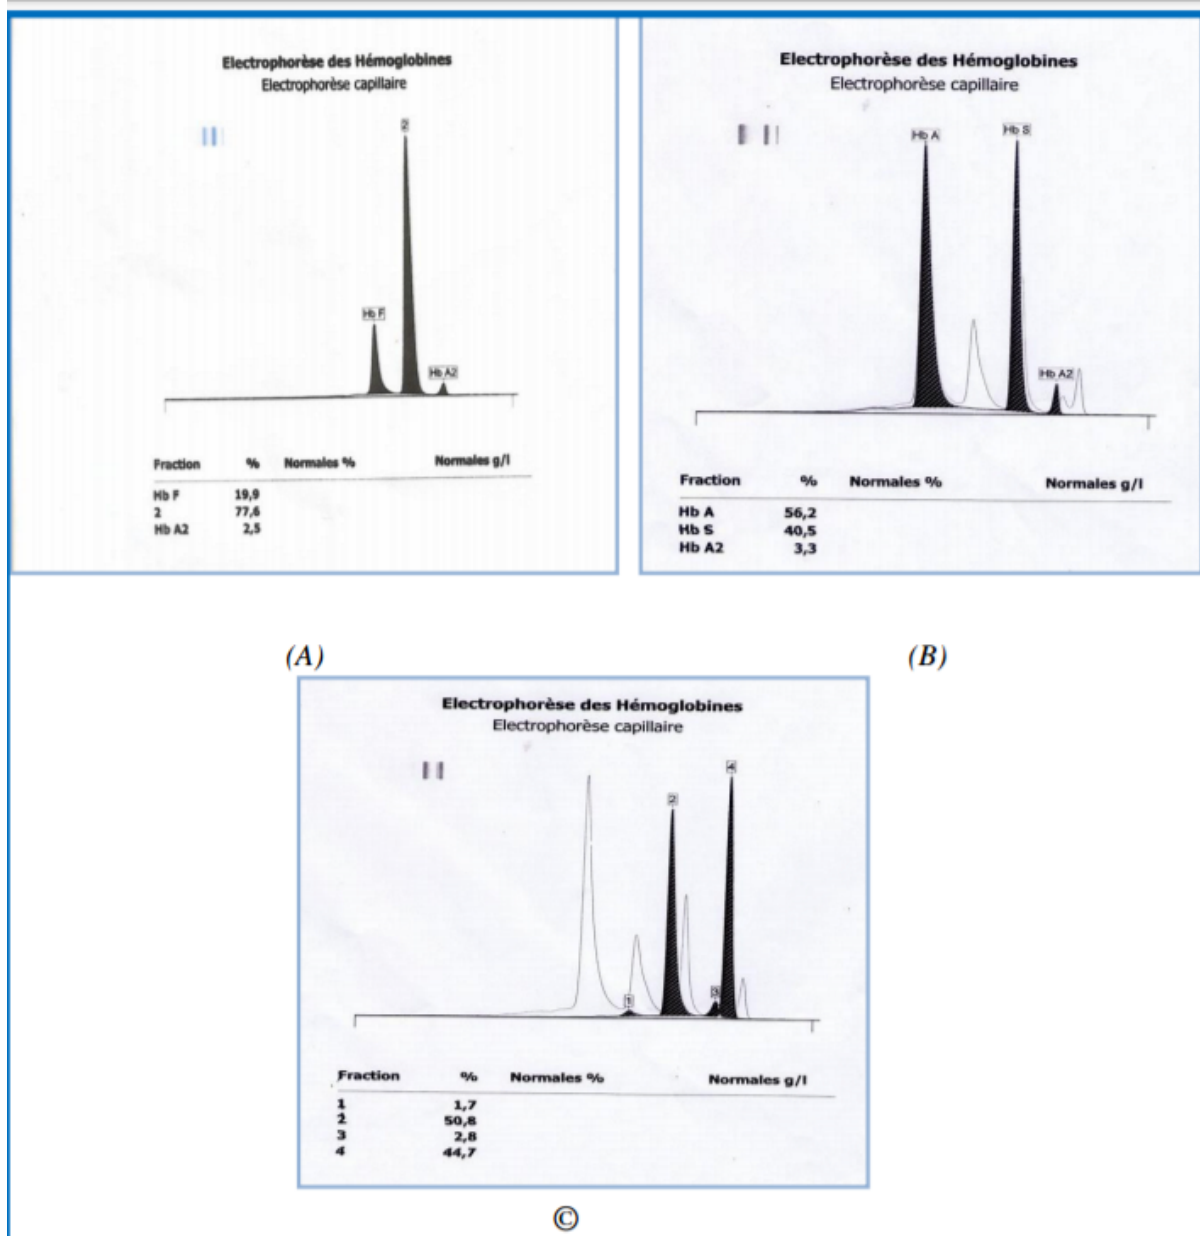 Electrophorèse des Hémoglobines
Electrophorèse capillaire
2
Hb F
Hb A2
Fraction % Normales % Normales g/l
Hb F 19,9
2 77,6
Hb A2 2,5
Electrophorèse des Hémoglobines
Electrophorèse capillaire
Hb A
Hb S
Hb A2
Fraction % Normales % Normales g/l
Hb A 56,2
Hb S 40,5
Hb A2 3,3
(A)
(B)
Electrophorèse des Hémoglobines
Electrophorèse capillaire
4
2
1
3
Fraction % Normales % Normales g/l
1 1,7
2 50,8
3 2,8
4 44,7
©